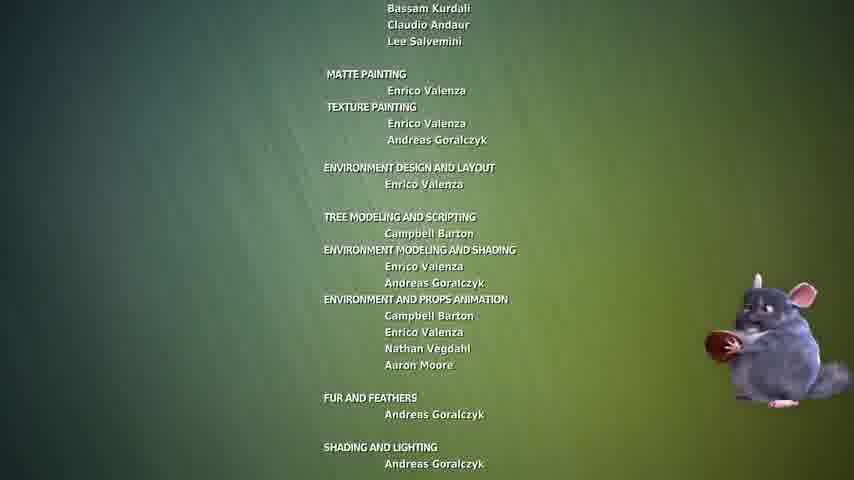 Bassam Kurdali
Claudio Andaur
Lee Salvemini
MATTE PAINTING
Enrico Valenza
TEXTURE PAINTING
Enrico Valenza
Andreas Goralczyk
ENVIRONMENT DESIGN AND LAYOUT
Enrico Valenza
TREE MODELING AND SCRIPTING
Campbell Barton
ENVIRONMENT MODELING AND SHADING
Enrico Valenza
Andreas Goralczyk
ENVIRONMENT AND PROPS ANIMATION
Campbell Barton
Enrico Valenza
Nathan Vegdahl
Aaron Moore
FUR AND FEATHERS
Andreas Goralczyk
SHADING AND LIGHTING
Andreas Goralczyk